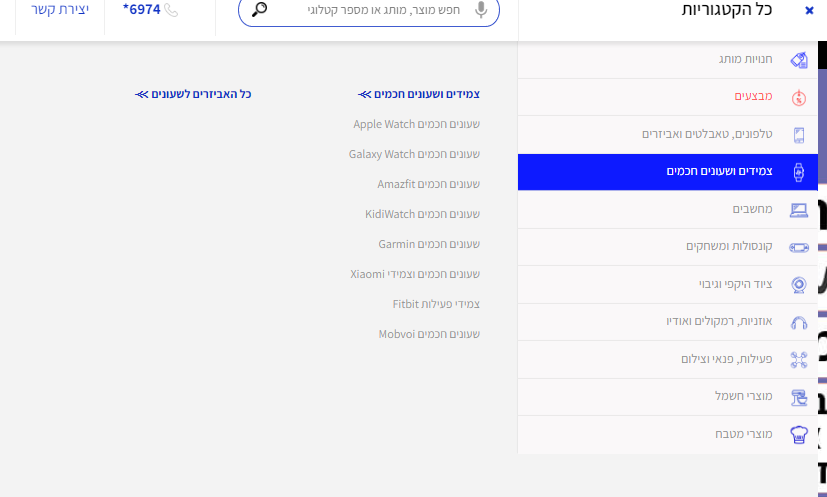 כל הקטגוריות
חפש מוצר, מותג או מספר קטלוגי
*6974
יצירת קשר
חנויות מותג
מבצעים
טלפונים, טאבלטים ואביזרים
צמידים ושעונים חכמים
מחשבים
קונסולות ומשחקים
ציוד היקפי וגיבוי
אוזניות, רמקולים ואודיו
פעילות, פנאי וצילום
מוצרי חשמל
מוצרי מטבח
צמידים ושעונים חכמים >>
שעונים חכמים Apple Watch
שעונים חכמים Galaxy Watch
שעונים חכמים Amazfit
שעונים חכמים KidiWatch
שעונים חכמים Garmin
שעונים חכמים וצמידי Xiaomi
צמידי פעילות Fitbit
שעונים חכמים Mobvoi
כל האביזרים לשעונים >>